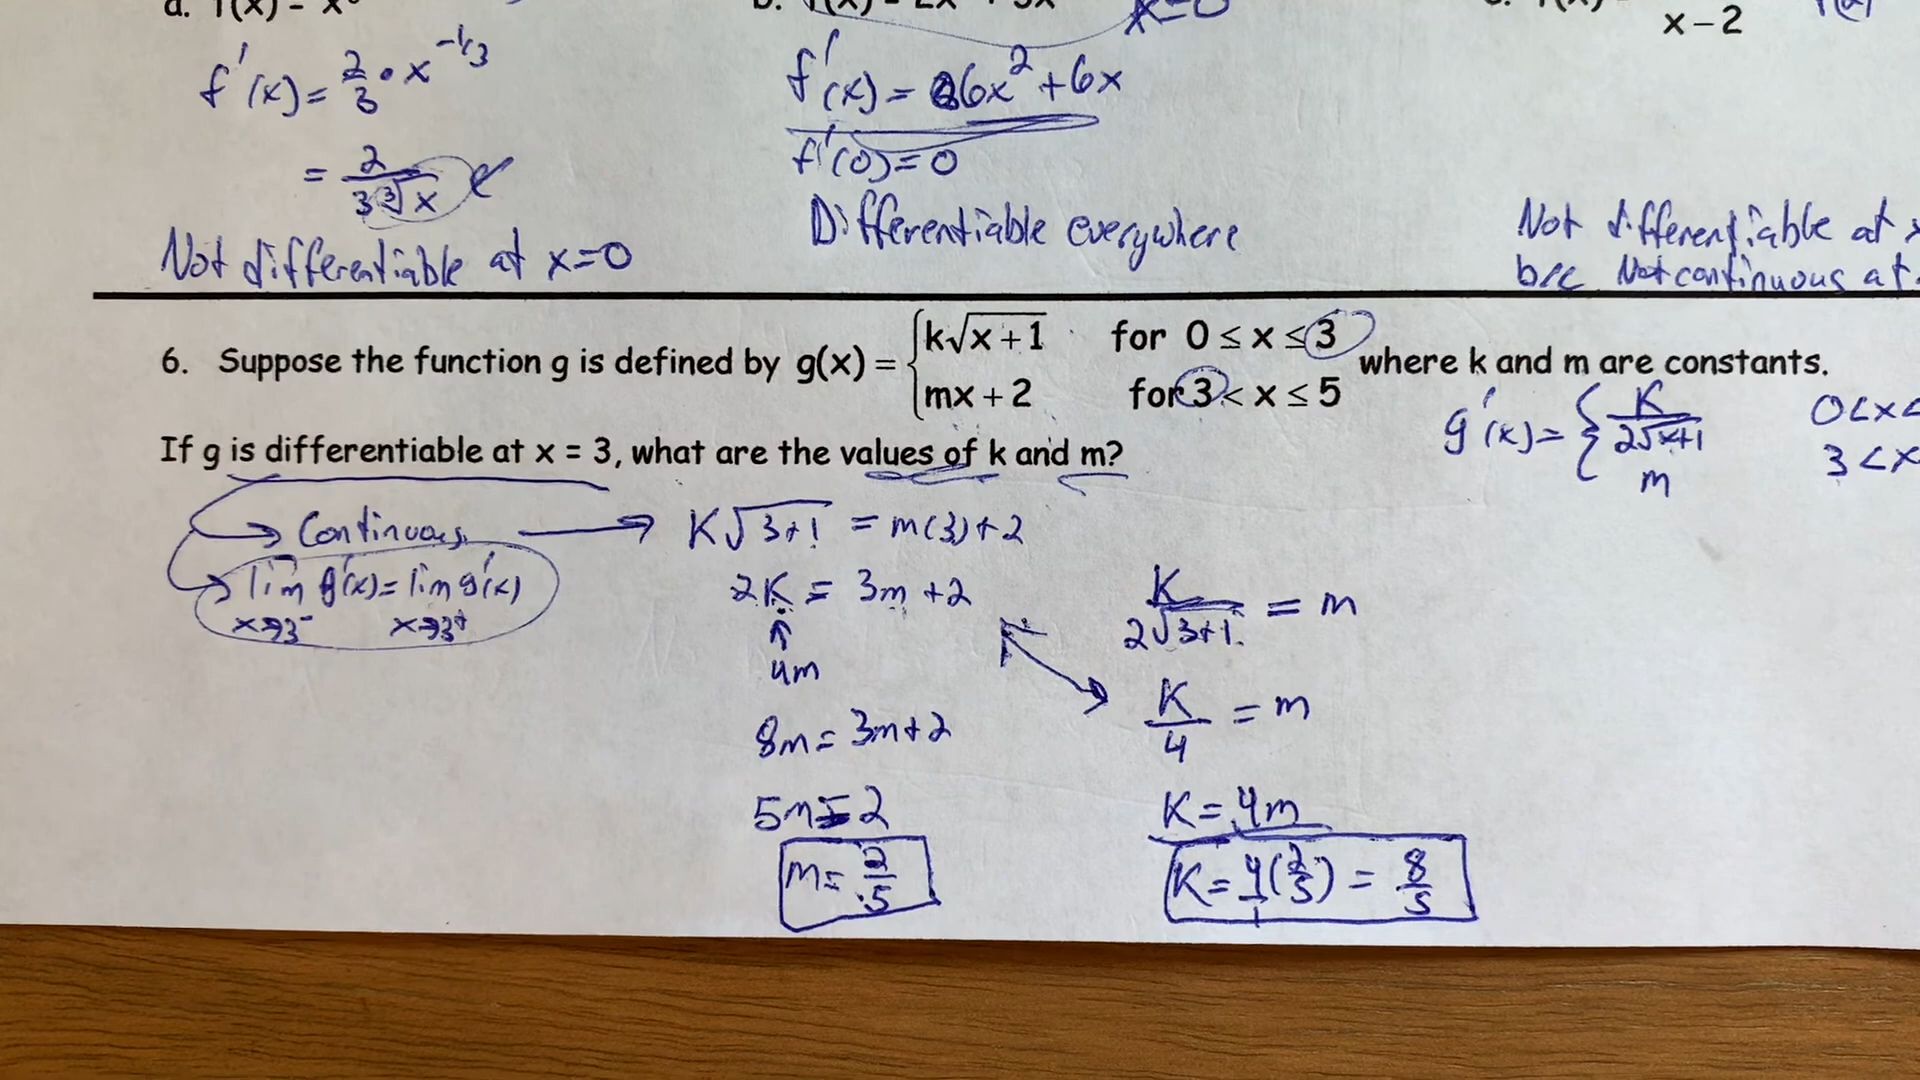 a. f(x) = x
b.
x=0
x - 2
f'(x) = 2/3 · x^(-1/3)
f'(x) = 6x² + 6x
= 2/(3∛x)
f'(0) = 0
Not differentiable at x=0
Differentiable everywhere
Not differentiable at x
b/c Not continuous at
6. Suppose the function g is defined by g(x) = { k√(x + 1) for 0 ≤ x ≤ 3
mx + 2 for 3 < x ≤ 5 where k and m are constants.
g'(x) = { K/(2√(x+1)) 0<x<
m 3<x
If g is differentiable at x = 3, what are the values of k and m?
→ Continuous → K√(3+1) = m(3)+2
→ lim g'(x) = lim g'(x)
x→3⁻ x→3⁺
2K = 3m+2
↑
4m
8m = 3m+2
5m = 2
m = 2/5
K/(2√(3+1)) = m
K/4 = m
K = 4m
K = 4/1(2/5) = 8/5